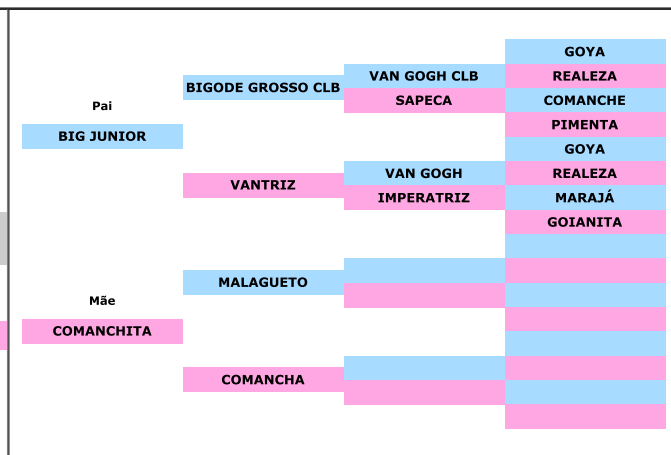 GOYA
VAN GOGH CLB
REALEZA
BIGODE GROSSO CLB
SAPECA
COMANCHE
Pai
PIMENTA
BIG JUNIOR
GOYA
VAN GOGH
REALEZA
VANTRIZ
IMPERATRIZ
MARAJÁ
GOIANITA
MALAGUETO
Mãe
COMANCHITA
COMANCHA